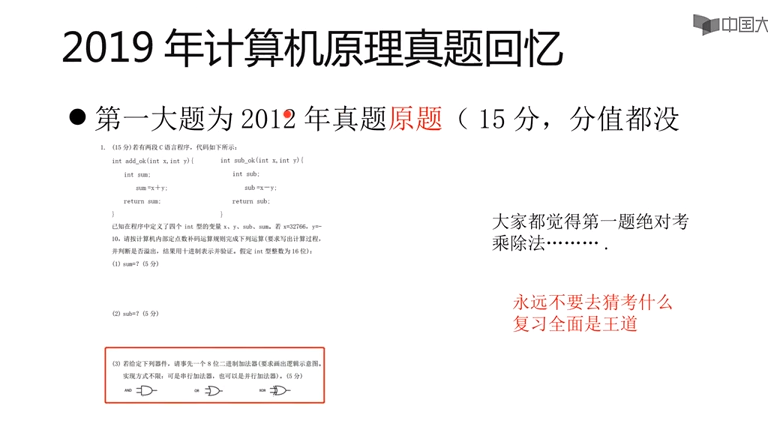 中国大
2019 年计算机原理真题回忆
● 第一大题为 2012 年真题原题（ 15 分，分值都没
1. (15 分)若有两段 C 语言程序，代码如下所示：
int add_ok(int x,int y){ int sub_ok(int x,int y){
int sum; int sub;
sum =x＋y; sub =x－y;
return sum; return sub;
} }
已知在程序中定义了四个 int 型的变量 x、y、sub、sum，若 x=32766，y=-
10，请按计算机内部定点数补码运算规则完成下列运算(要求写出计算过程，
并判断是否溢出，结果用十进制表示并验证。假定 int 型整数为 16 位)：
(1) sum=? (5 分)
(2) sub=? (5 分)
(3) 若给定下列器件，请事先一个 8 位二进制加法器(要求画出逻辑示意图。
实现方式不限，可是串行加法器，也可以是并行加法器)。(5 分)
AND OR XOR
大家都觉得第一题绝对考
乘除法……….
永远不要去猜考什么
复习全面是王道